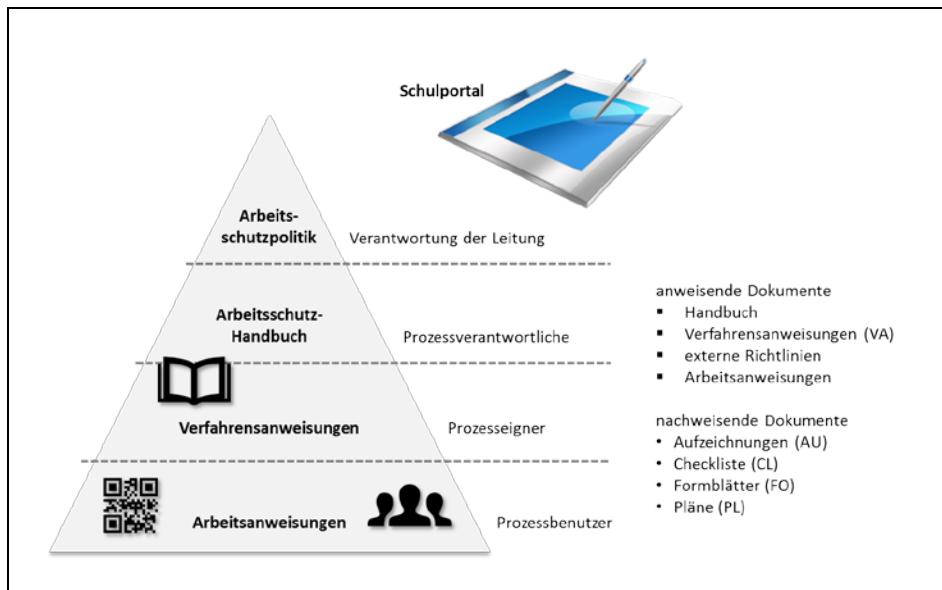 Schulportal
Arbeits-
schutzpolitik
Verantwortung der Leitung
Arbeitsschutz-
Handbuch
Prozessverantwortliche
Verfahrensanweisungen
Prozesseigner
Arbeitsanweisungen
Prozessbenutzer
anweisende Dokumente
▪ Handbuch
▪ Verfahrensanweisungen (VA)
▪ externe Richtlinien
▪ Arbeitsanweisungen
nachweisende Dokumente
• Aufzeichnungen (AU)
• Checkliste (CL)
• Formblätter (FO)
• Pläne (PL)